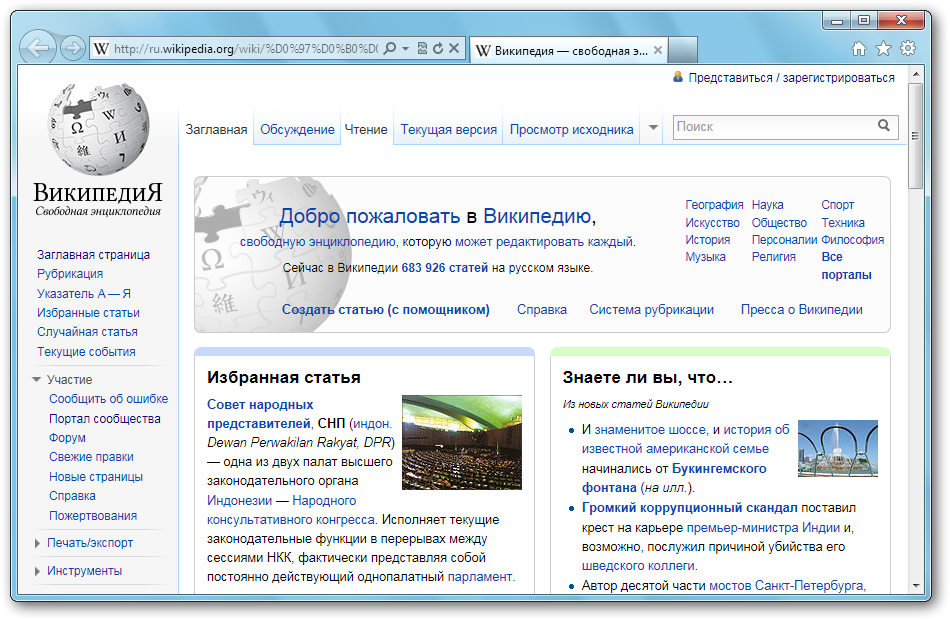 http://ru.wikipedia.org/wiki/%D0%97%D0%B0%D0
Википедия — свободная э...
Представиться / зарегистрироваться
Заглавная
Обсуждение
Чтение
Текущая версия
Просмотр исходника
Поиск
ВикипедиЯ
Свободная энциклопедия
Заглавная страница
Рубрикация
Указатель А — Я
Избранные статьи
Случайная статья
Текущие события
Участие
Сообщить об ошибке
Портал сообщества
Форум
Свежие правки
Новые страницы
Справка
Пожертвования
Печать/экспорт
Инструменты
Добро пожаловать в Википедию,
свободную энциклопедию, которую может редактировать каждый.
Сейчас в Википедии 683 926 статей на русском языке.
География Наука Спорт
Искусство Общество Техника
История Персоналии Философия
Музыка Религия Все
порталы
Создать статью (с помощником) Справка Система рубрикации Пресса о Википедии
Избранная статья
Совет народных
представителей, СНП (индон.
Dewan Perwakilan Rakyat, DPR)
— одна из двух палат высшего
законодательного органа
Индонезии — Народного
консультативного конгресса. Исполняет текущие
законодательные функции в перерывах между
сессиями НКК, фактически представляя собой
постоянно действующий однопалатный парламент.
Знаете ли вы, что…
Из новых статей Википедии
И знаменитое шоссе, и история об
известной американской семье
начинались от Букингемского
фонтана (на илл.).
Громкий коррупционный скандал поставил
крест на карьере премьер-министра Индии и,
возможно, послужил причиной убийства его
шведского коллеги.
Автор десятой части мостов Санкт-Петербурга,